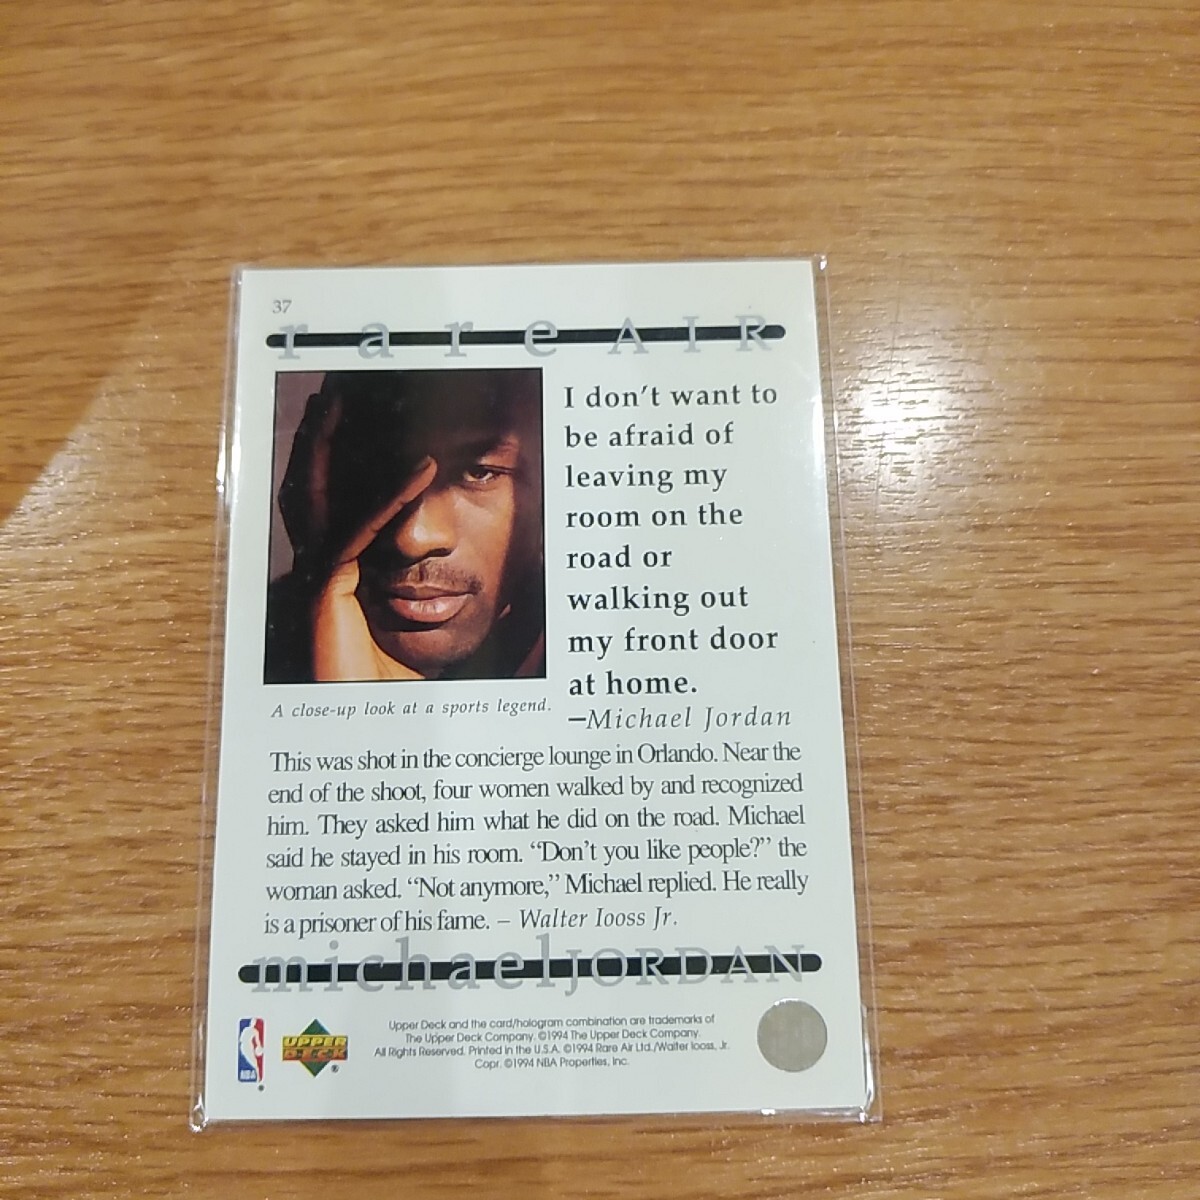 37
rareAIR
I don't want to
be afraid of
leaving my
room on the
road or
walking out
my front door
at home.
—Michael Jordan
A close-up look at a sports legend.
This was shot in the concierge lounge in Orlando. Near the
end of the shoot, four women walked by and recognized
him. They asked him what he did on the road. Michael
said he stayed in his room. “Don't you like people?” the
woman asked. “Not anymore,” Michael replied. He really
is a prisoner of his fame. – Walter Iooss Jr.
michaelJORDAN
NBA
®
UPPER
DECK
®
Upper Deck and the card/hologram combination are trademarks of
The Upper Deck Company. ©1994 The Upper Deck Company.
All Rights Reserved. Printed in the U.S.A. ©1994 Rare Air Ltd./Walter Iooss, Jr.
Copr. ©1994 NBA Properties, Inc.